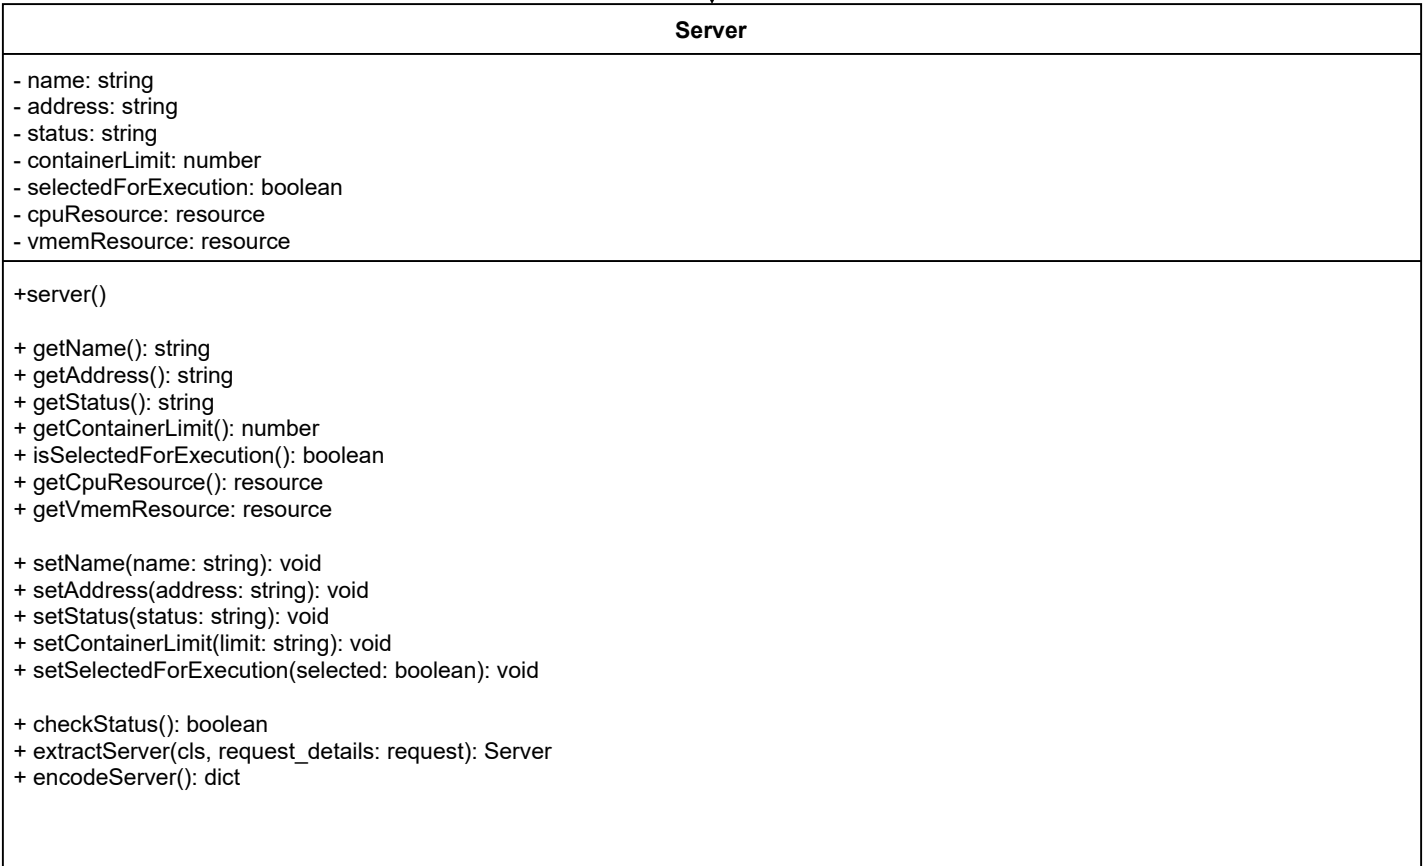 Server
- name: string
- address: string
- status: string
- containerLimit: number
- selectedForExecution: boolean
- cpuResource: resource
- vmemResource: resource
+server()
+ getName(): string
+ getAddress(): string
+ getStatus(): string
+ getContainerLimit(): number
+ isSelectedForExecution(): boolean
+ getCpuResource(): resource
+ getVmemResource: resource
+ setName(name: string): void
+ setAddress(address: string): void
+ setStatus(status: string): void
+ setContainerLimit(limit: string): void
+ setSelectedForExecution(selected: boolean): void
+ checkStatus(): boolean
+ extractServer(cls, request_details: request): Server
+ encodeServer(): dict